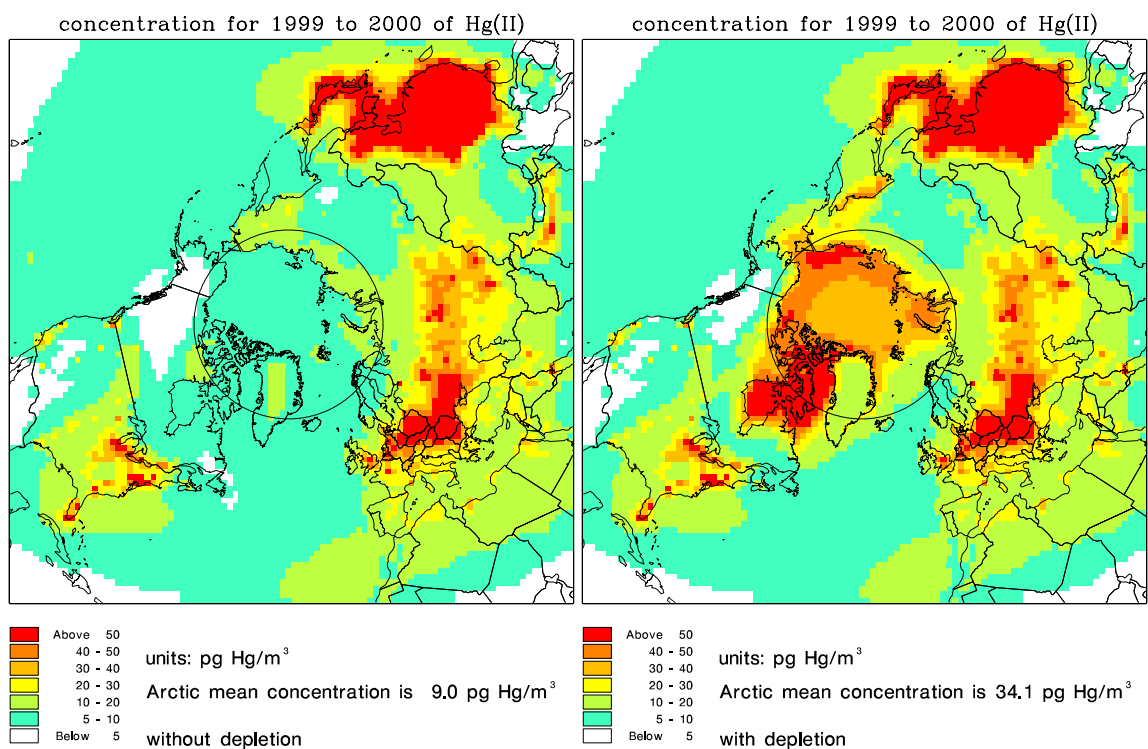 concentration for 1999 to 2000 of Hg(II)
Above 50
40 - 50
30 - 40
20 - 30
10 - 20
5 - 10
Below 5
units: pg Hg/m³
Arctic mean concentration is 9.0 pg Hg/m³
without depletion
concentration for 1999 to 2000 of Hg(II)
Above 50
40 - 50
30 - 40
20 - 30
10 - 20
5 - 10
Below 5
units: pg Hg/m³
Arctic mean concentration is 34.1 pg Hg/m³
with depletion